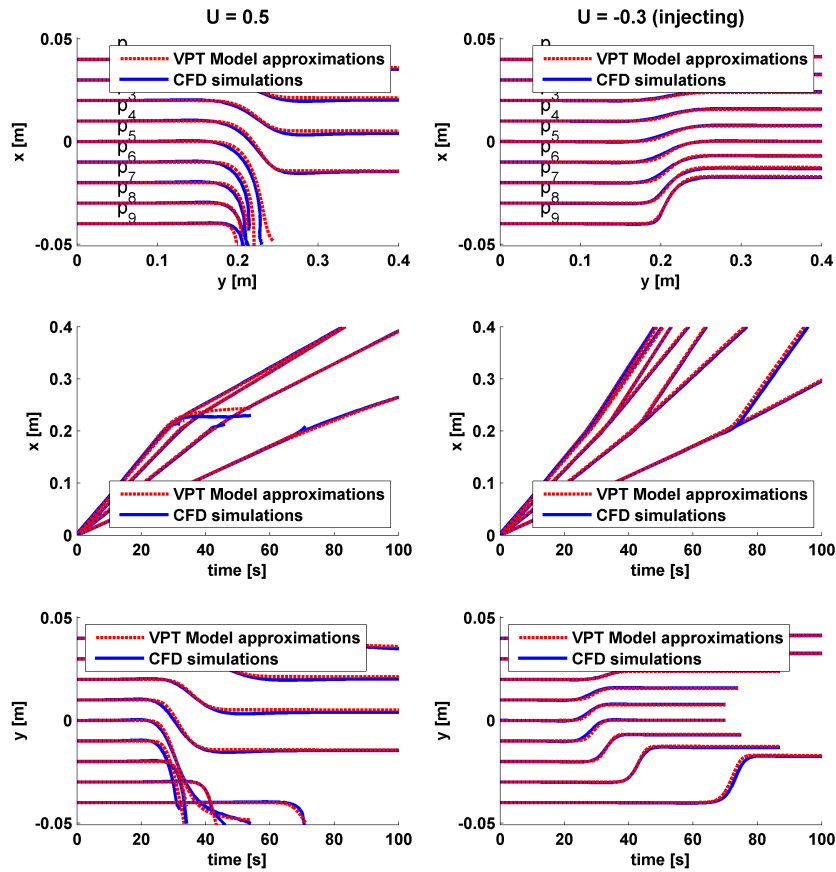 U = 0.5
U = -0.3 (injecting)
0.05
VPT Model approximations
CFD simulations
p
p3
p4
p5
p6
p7
p8
p9
x [m]
0
-0.05
0 0.1 0.2 0.3 0.4
y [m]
0.05
VPT Model approximations
CFD simulations
p
p3
p4
p5
p6
p7
p8
p9
x [m]
0
-0.05
0 0.1 0.2 0.3 0.4
y [m]
0.4
0.3
0.2
0.1
0
x [m]
VPT Model approximations
CFD simulations
0 20 40 60 80 100
time [s]
0.4
0.3
0.2
0.1
0
x [m]
VPT Model approximations
CFD simulations
0 20 40 60 80 100
time [s]
0.05
VPT Model approximations
CFD simulations
y [m]
0
-0.05
0 20 40 60 80 100
time [s]
0.05
VPT Model approximations
CFD simulations
y [m]
0
-0.05
0 20 40 60 80 100
time [s]